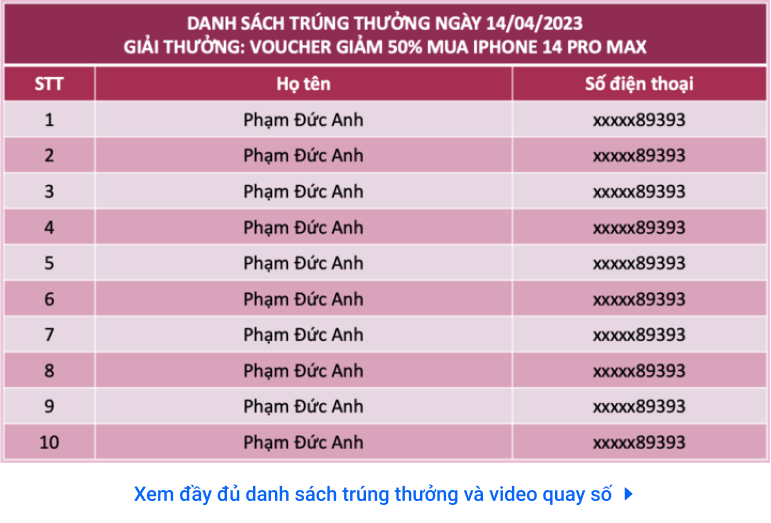 DANH SÁCH TRÚNG THƯỞNG NGÀY 14/04/2023
GIẢI THƯỞNG: VOUCHER GIẢM 50% MUA IPHONE 14 PRO MAX
STT Họ tên Số điện thoại
1 Phạm Đức Anh xxxxx89393
2 Phạm Đức Anh xxxxx89393
3 Phạm Đức Anh xxxxx89393
4 Phạm Đức Anh xxxxx89393
5 Phạm Đức Anh xxxxx89393
6 Phạm Đức Anh xxxxx89393
7 Phạm Đức Anh xxxxx89393
8 Phạm Đức Anh xxxxx89393
9 Phạm Đức Anh xxxxx89393
10 Phạm Đức Anh xxxxx89393
Xem đầy đủ danh sách trúng thưởng và video quay số